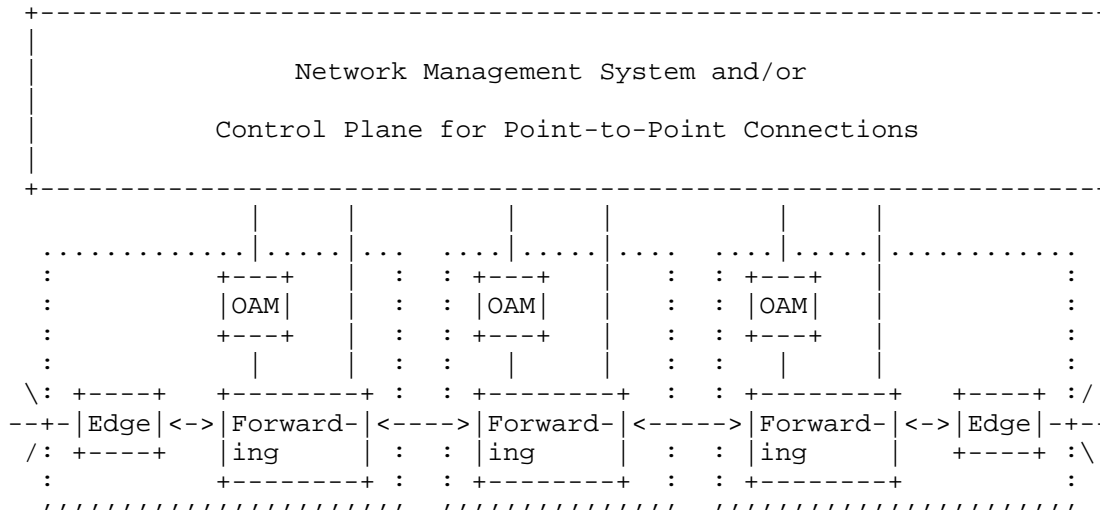 Network Management System and/or
Control Plane for Point-to-Point Connections
OAM OAM OAM
Edge Forward- Forward- Forward- Edge
ing ing ing